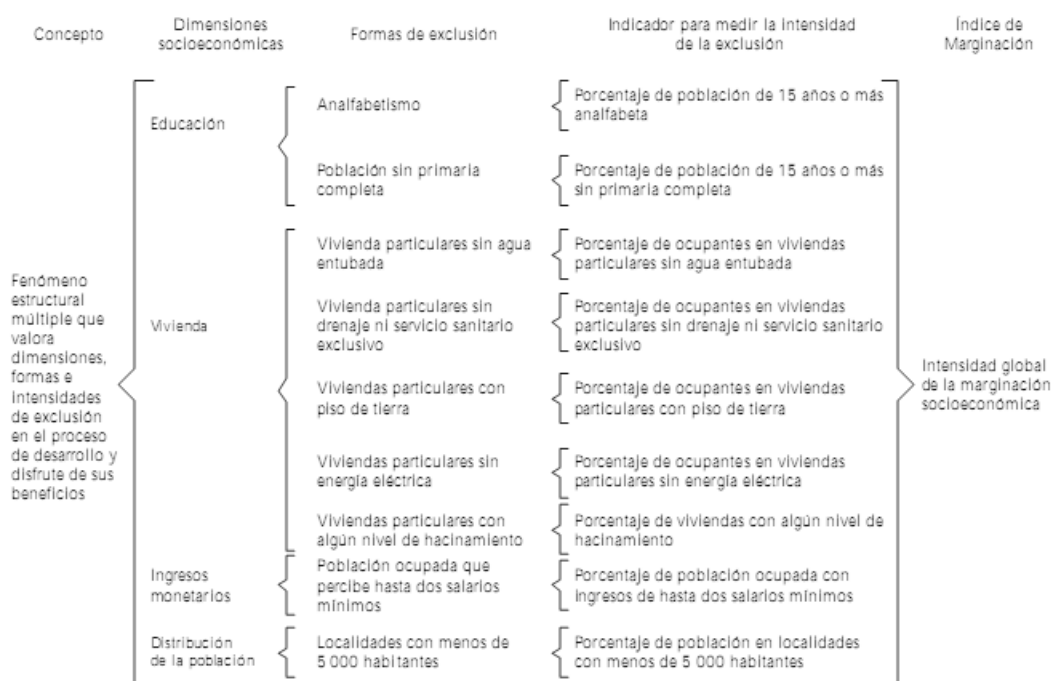 Concepto
Dimensiones
socioeconómicas
Formas de exclusión
Indicador para medir la intensidad
de la exclusión
Índice de
Marginación
Fenómeno
estructural
múltiple que
valora
dimensiones,
formas e
intensidades
de exclusión
en el proceso
de desarrollo y
disfrute de sus
beneficios
Educación
Analfabetismo
Porcentaje de población de 15 años o más
analfabeta
Población sin primaria
completa
Porcentaje de población de 15 años o más
sin primaria completa
Vivienda
Vivienda particulares sin agua
entubada
Porcentaje de ocupantes en viviendas
particulares sin agua entubada
Vivienda particulares sin
drenaje ni servicio sanitario
exclusivo
Porcentaje de ocupantes en viviendas
particulares sin drenaje ni servicio sanitario
exclusivo
Viviendas particulares con
piso de tierra
Porcentaje de ocupantes en viviendas
particulares con piso de tierra
Viviendas particulares sin
energía eléctrica
Porcentaje de ocupantes en viviendas
particulares sin energía eléctrica
Viviendas particulares con
algún nivel de hacinamiento
Porcentaje de viviendas con algún nivel de
hacinamiento
Ingresos
monetarios
Población ocupada que
percibe hasta dos salarios
mínimos
Porcentaje de población ocupada con
ingresos de hasta dos salarios mínimos
Distribución
de la población
Localidades con menos de
5 000 habitantes
Porcentaje de población en localidades
con menos de 5 000 habitantes
Intensidad global
de la marginación
socioeconómica